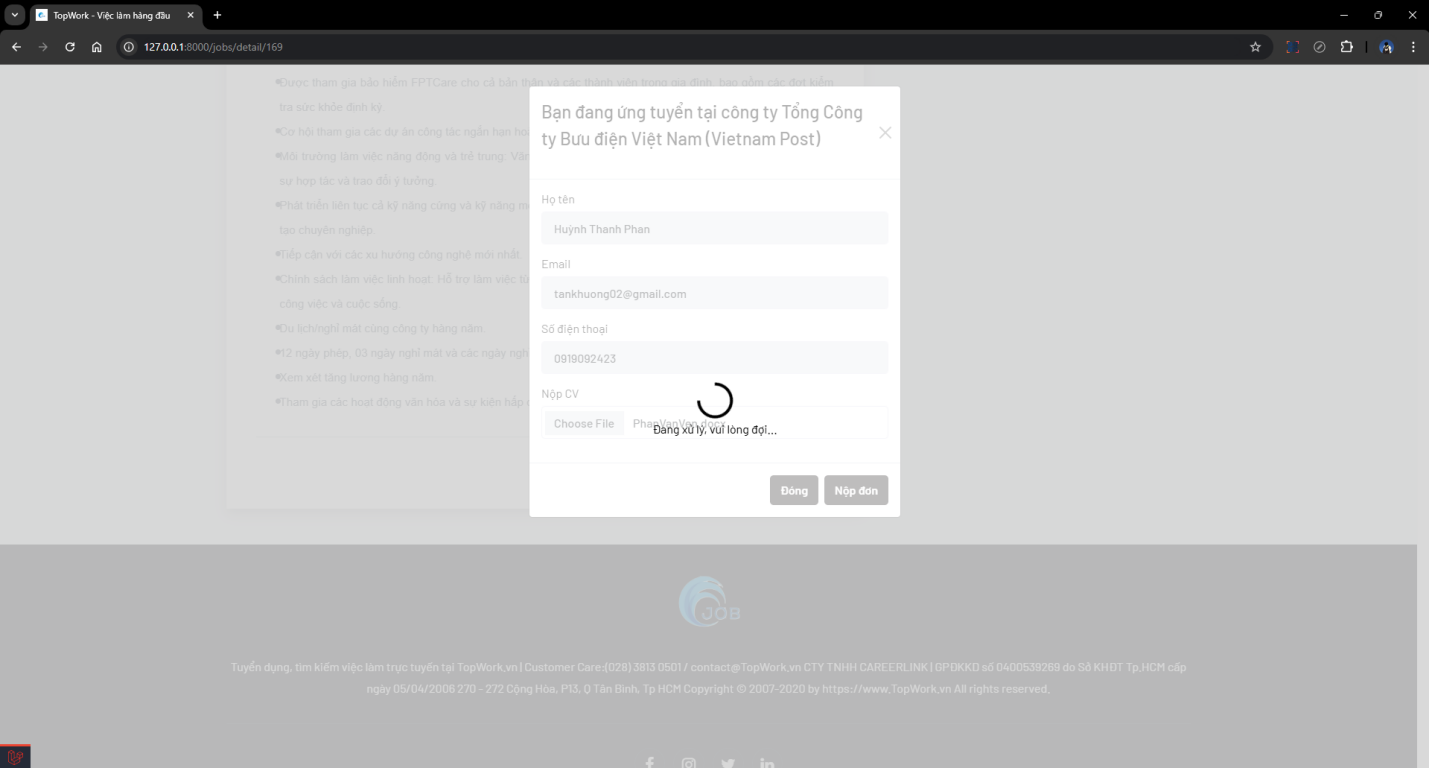 TopWork - Việc làm hàng đầu
127.0.0.1:8000/jobs/detail/169
Được tham gia bảo hiểm FPTCare cho cả bản thân và các thành viên trong gia đình, bao gồm các đợt kiểm
tra sức khỏe định kỳ.
Cơ hội tham gia các dự án công tác ngắn hạn
Môi trường làm việc năng động và trẻ trung.
sự hợp tác và trao đổi ý tưởng.
Phát triển liên tục cả kỹ năng cứng và kỹ năng
tạo chuyên nghiệp.
Tiếp cận với các xu hướng công nghệ mới nhất
Chính sách làm việc linh hoạt: Hỗ trợ làm việc
công việc và cuộc sống.
Du lịch/nghỉ mát cùng công ty hàng năm.
12 ngày phép, 03 ngày nghỉ mát và các ngày
Xem xét tăng lương hàng năm.
Tham gia các hoạt động văn hóa và sự kiện hấp
Bạn đang ứng tuyển tại công ty Tổng Công
ty Bưu điện Việt Nam (Vietnam Post)
Họ tên
Huỳnh Thanh Phan
Email
tankhuong02@gmail.com
Số điện thoại
0919092423
Nộp CV
Choose File PhanVanVan.docx
Đang xử lý, vui lòng đợi...
Đóng Nộp đơn
JOB
Tuyển dụng, tìm kiếm việc làm trực tuyến tại TopWork.vn | Customer Care:(028) 3813 0501 / contact@TopWork.vn CTY TNHH CAREERLINK | GPĐKKD số 0400539269 do Sở KHĐT Tp.HCM cấp
ngày 05/04/2006 270 - 272 Cộng Hòa, P13, Q Tân Bình, Tp HCM Copyright © 2007-2020 by https://www.TopWork.vn All rights reserved.